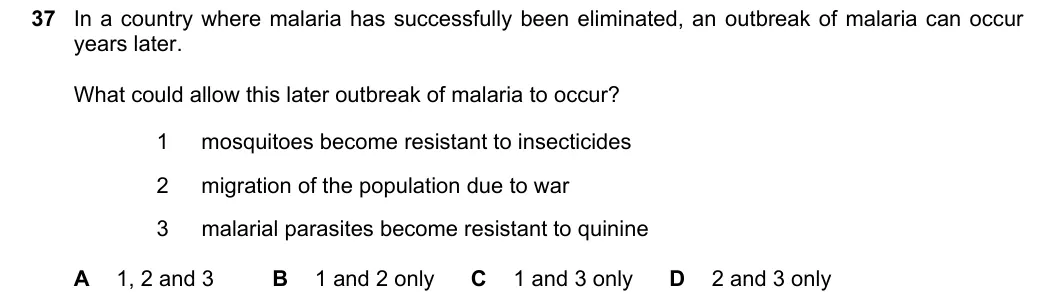 37 In a country where malaria has successfully been eliminated, an outbreak of malaria can occur
years later.
What could allow this later outbreak of malaria to occur?
1 mosquitoes become resistant to insecticides
2 migration of the population due to war
3 malarial parasites become resistant to quinine
A 1, 2 and 3 B 1 and 2 only C 1 and 3 only D 2 and 3 only